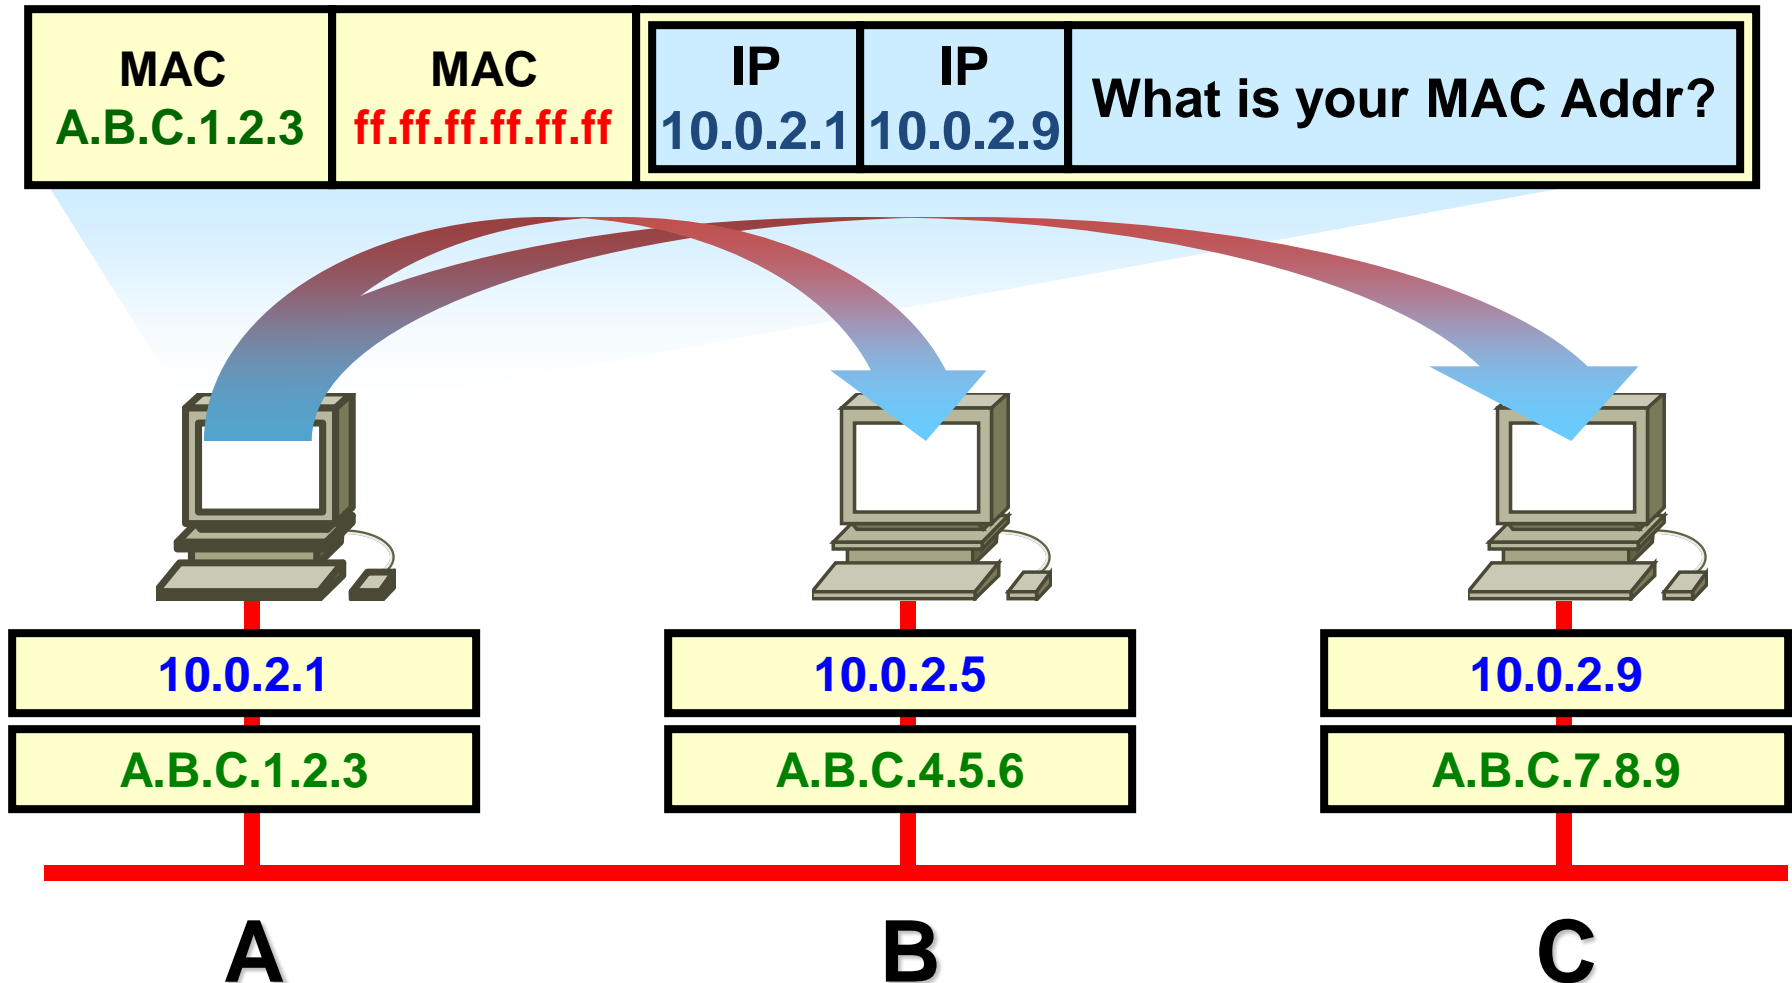 MAC
A.B.C.1.2.3
MAC
ff.ff.ff.ff.ff.ff
IP
10.0.2.1
IP
10.0.2.9
What is your MAC Addr?
10.0.2.1
A.B.C.1.2.3
10.0.2.5
A.B.C.4.5.6
10.0.2.9
A.B.C.7.8.9
A
B
C